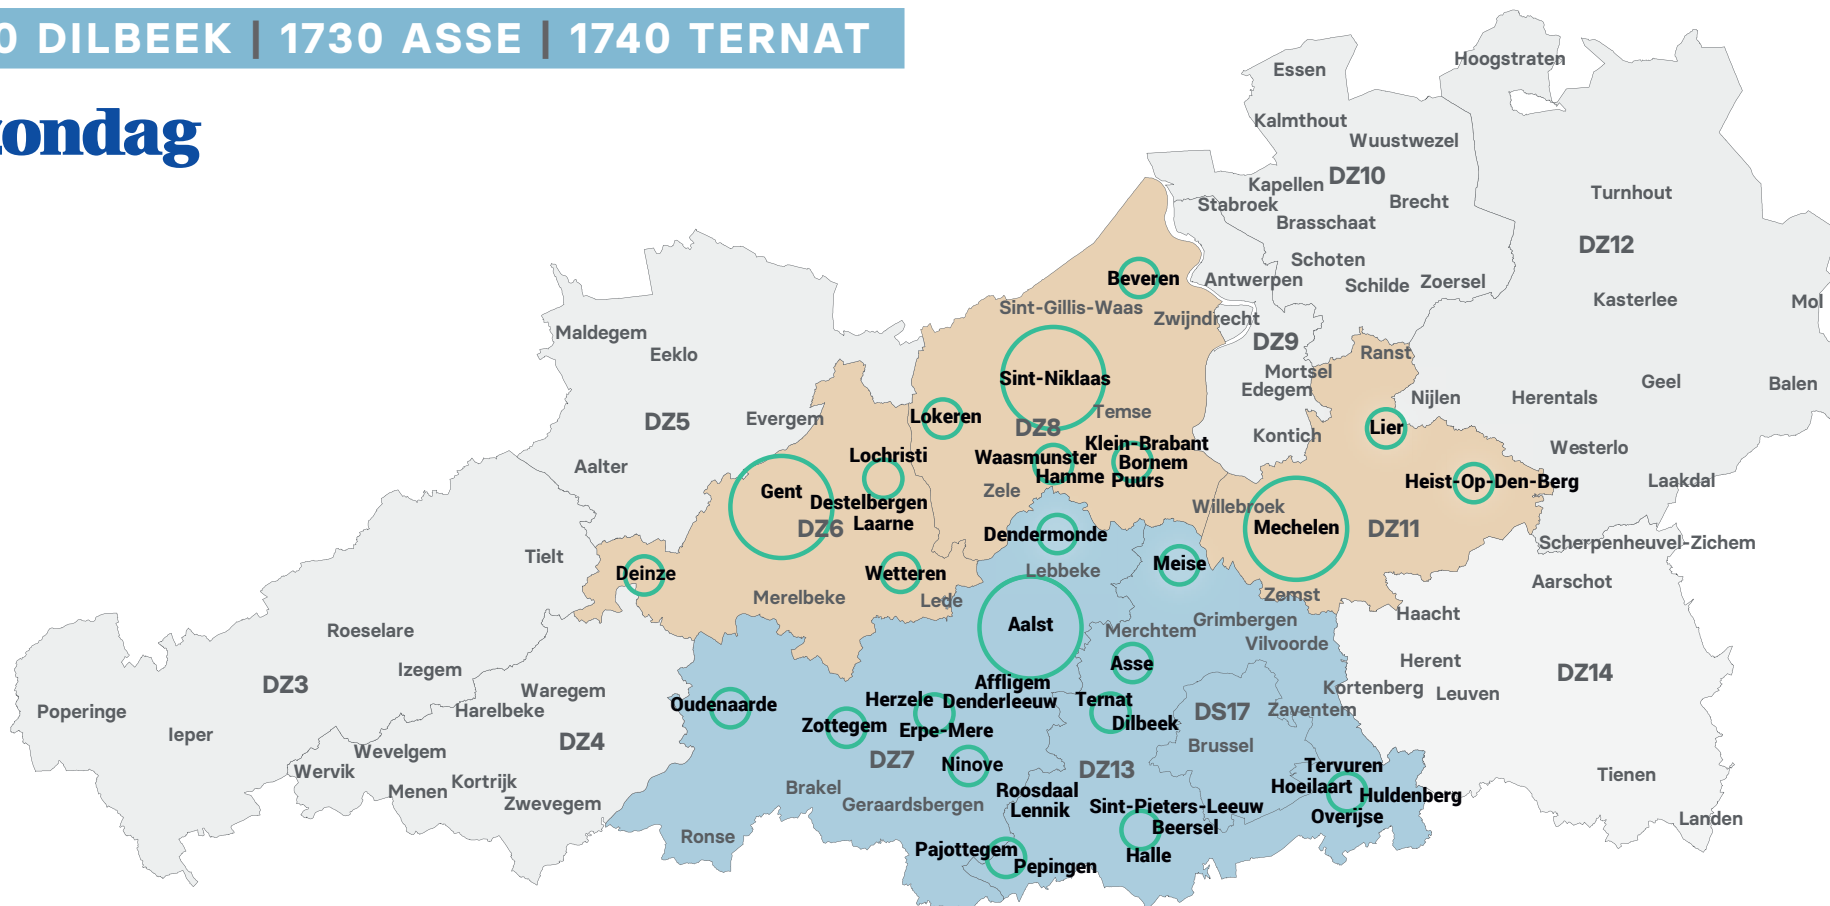 0 DILBEEK | 1730 ASSE | 1740 TERNAT
zondag
Hoogstraten
Essen
Kalmthout
Wuustwezel
Kapellen
DZ10
Stabroek
Brecht
Brasschaat
Turnhout
DZ12
Schoten
Antwerpen
Schilde
Zoersel
Beveren
Sint-Gillis-Waas
Zwijndrecht
Kasterlee
Mol
Maldegem
Eeklo
DZ9
Ranst
Mortsel
Edegem
Sint-Niklaas
Geel
Balen
Nijlen
Herentals
DZ5
Evergem
Lokeren
Temse
DZ8
Lier
Kontich
Westerlo
Aalter
Lochristi
Klein-Brabant
Waasmunster
Bornem
Hamme
Puurs
Heist-Op-Den-Berg
Laakdal
Gent
Zele
Destelbergen
Laarne
DZ6
Willebroek
Mechelen
DZ11
Dendermonde
Scherpenheuvel-Zichem
Tielt
Deinze
Wetteren
Lebbeke
Meise
Aarschot
Merelbeke
Lede
Zemst
Haacht
Roeselare
Aalst
Merchtem
Grimbergen
Vilvoorde
Izegem
Asse
Herent
DZ14
DZ3
Waregem
Harelbeke
Affligem
Denderleeuw
Kortenberg
Leuven
Poperinge
Oudenaarde
Herzele
Ternat
DS17
Zaventem
Ieper
Zottegem
Erpe-Mere
Dilbeek
DZ4
Wevelgem
DZ7
Ninove
DZ13
Brussel
Wervik
Menen
Kortrijk
Zwevegem
Brakel
Geraardsbergen
Roosdaal
Lennik
Sint-Pieters-Leeuw
Beersel
Tervuren
Hoeilaart
Huldenberg
Overijse
Tienen
Landen
Ronse
Pajottegem
Pepingen
Halle